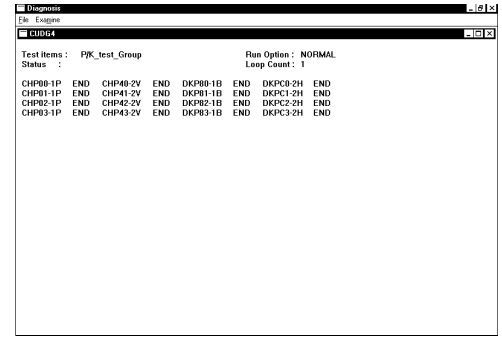 Diagnosis
File Examine
CUDG4
Test items : P/K_test_Group Run Option : NORMAL
Status : Loop Count : 1
CHP00-1P END CHP40-2V END DKP80-1B END DKPC0-2H END
CHP01-1P END CHP41-2V END DKP81-1B END DKPC1-2H END
CHP02-1P END CHP42-2V END DKP82-1B END DKPC2-2H END
CHP03-1P END CHP43-2V END DKP83-1B END DKPC3-2H END